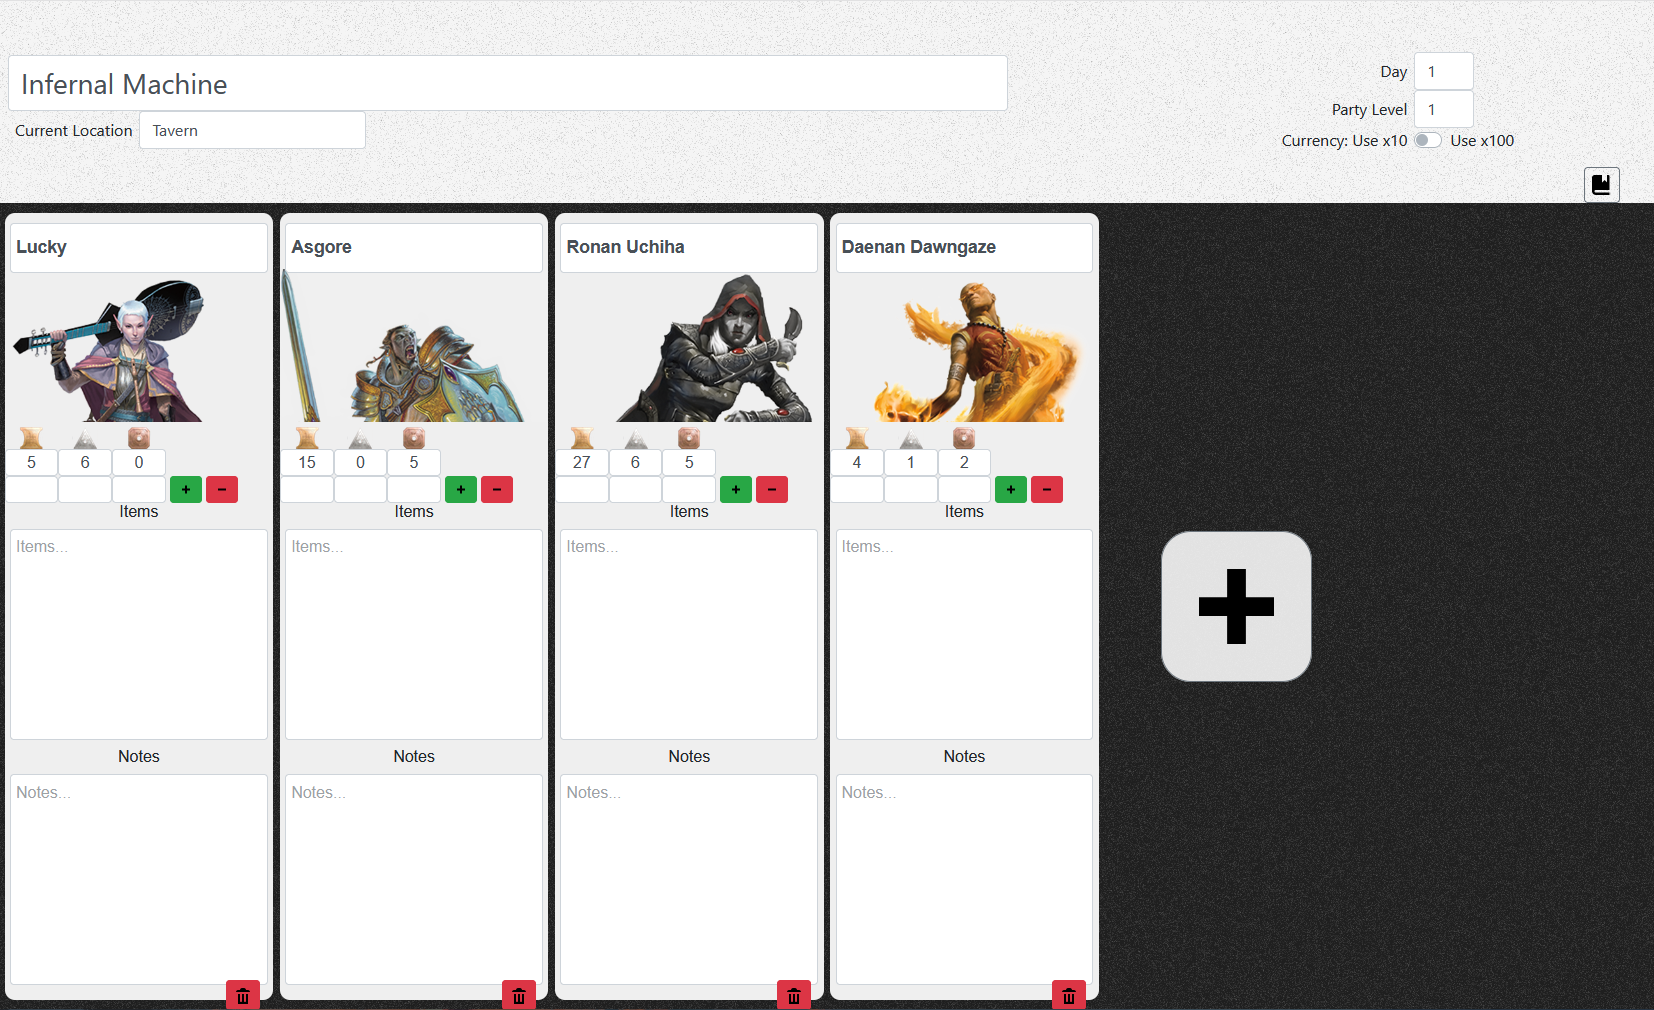 Infernal Machine
Current Location Tavern
Day 1
Party Level 1
Currency: Use x10 Use x100
Lucky
5 6 0
+ -
Items
Items...
Notes
Notes...
Asgore
15 0 5
+ -
Items
Items...
Notes
Notes...
Ronan Uchiha
27 6 5
+ -
Items
Items...
Notes
Notes...
Daenan Dawngaze
4 1 2
+ -
Items
Items...
Notes
Notes...
+